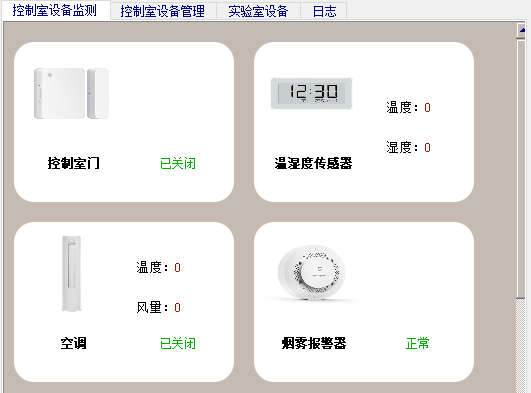 控制室设备监测 控制室设备管理 实验室设备 日志
12:30
温度：0
湿度：0
控制室门 已关闭
温湿度传感器
温度：0
风量：0
空调 已关闭
烟雾报警器 正常